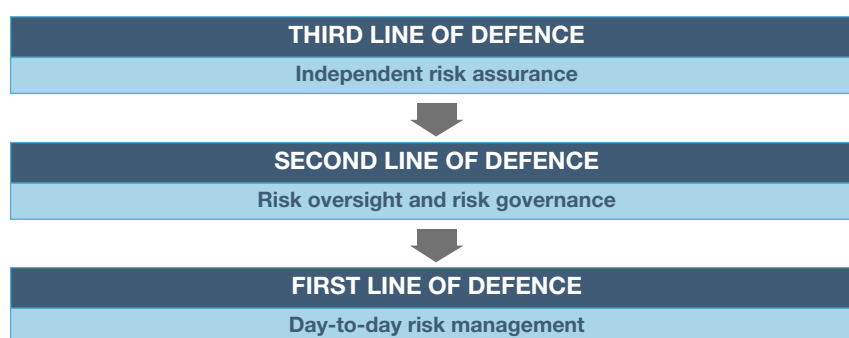 THIRD LINE OF DEFENCE
Independent risk assurance
SECOND LINE OF DEFENCE
Risk oversight and risk governance
FIRST LINE OF DEFENCE
Day-to-day risk management